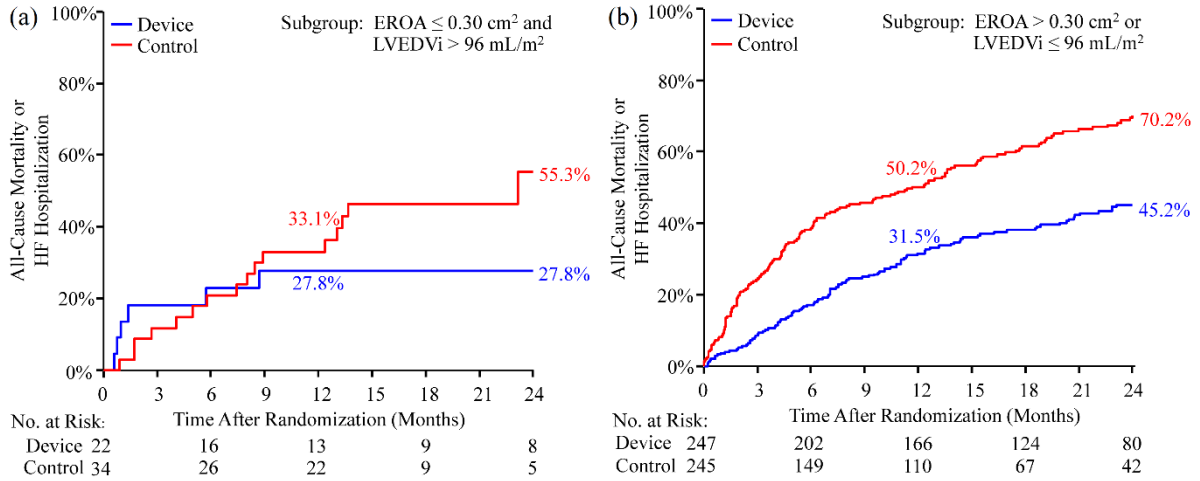 (a)
100%
80%
60%
40%
20%
0%
All-Cause Mortality or
HF Hospitalization
Device
Control
Subgroup: EROA ≤ 0.30 cm² and
LVEDVi > 96 mL/m²
55.3%
33.1%
27.8%
27.8%
0 3 6 9 12 15 18 21 24
Time After Randomization (Months)
No. at Risk:
Device 22 16 13 9 8
Control 34 26 22 9 5
(b)
100%
80%
60%
40%
20%
0%
All-Cause Mortality or
HF Hospitalization
Device
Control
Subgroup: EROA > 0.30 cm² or
LVEDVi ≤ 96 mL/m²
70.2%
50.2%
45.2%
31.5%
0 3 6 9 12 15 18 21 24
Time After Randomization (Months)
No. at Risk:
Device 247 202 166 124 80
Control 245 149 110 67 42